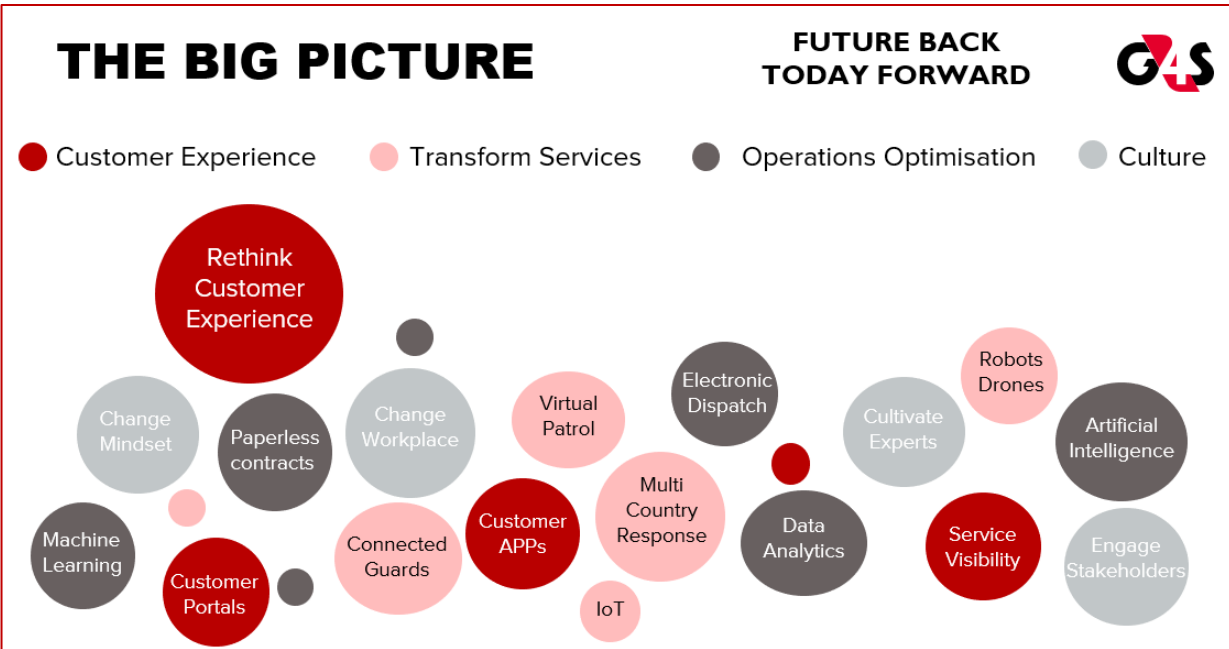 THE BIG PICTURE
FUTURE BACK
TODAY FORWARD
G4S
Customer Experience
Transform Services
Operations Optimisation
Culture
Rethink
Customer
Experience
Change
Mindset
Paperless
contracts
Change
Workplace
Virtual
Patrol
Electronic
Dispatch
Cultivate
Experts
Robots
Drones
Artificial
Intelligence
Machine
Learning
Customer
Portals
Connected
Guards
Customer
APPs
Multi
Country
Response
IoT
Data
Analytics
Service
Visibility
Engage
Stakeholders